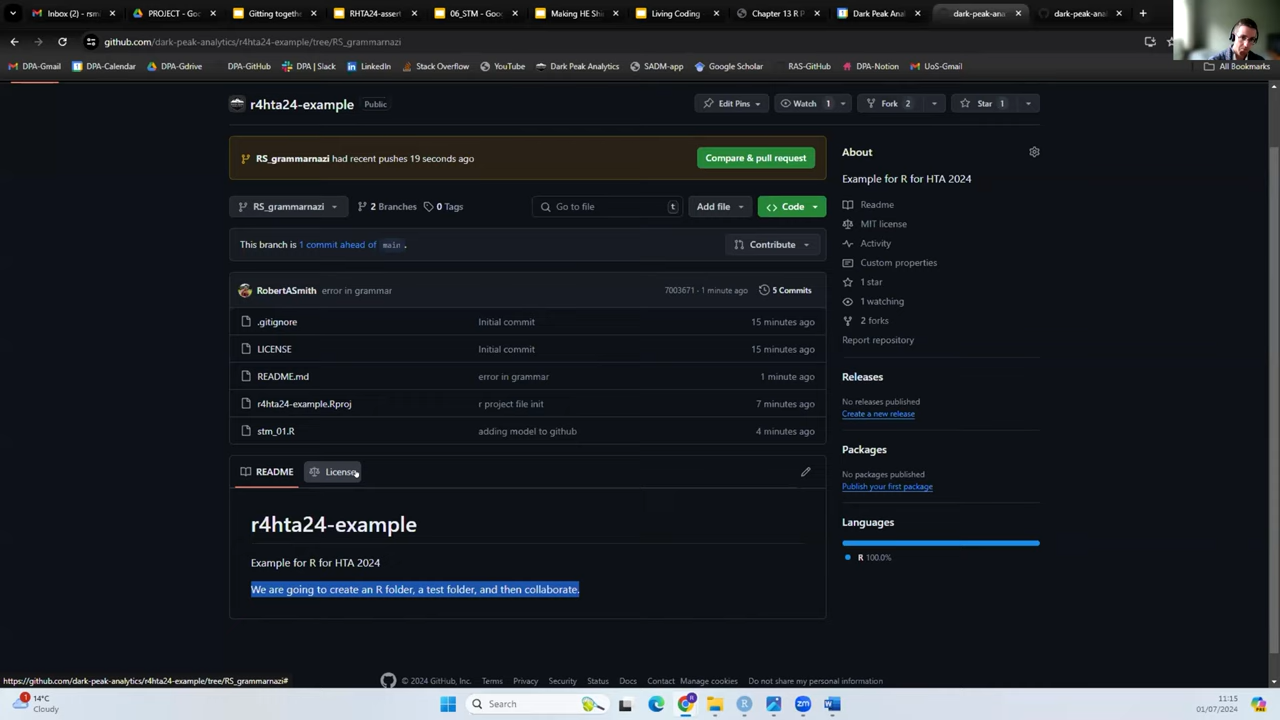 Inbox (1) - rsmi
PROJECT - Goo
Gitting togethe
RHTA24-assert
06_STM - Goog
Making HE Sha
Living Coding
Chapter 13 R P
Dark Peak Anal
dark-peak-ana
dark-peak-ana
github.com/dark-peak-analytics/r4hta24-example/tree/RS_grammarnazi
DPA-Gmail DPA-Calendar DPA-Gdrive DPA-GitHub DPA | Slack LinkedIn Stack Overflow YouTube Dark Peak Analytics SADM-app Google Scholar RAS-GitHub DPA-Notion UoS-Gmail All Bookmarks
r4hta24-example Public
Edit Pins Watch 1 Fork 2 Star 1
RS_grammarnazi had recent pushes 19 seconds ago
Compare & pull request
RS_grammarnazi 2 Branches 0 Tags
Go to file t
Add file
Code
This branch is 1 commit ahead of main .
Contribute
RobertASmith error in grammar 7003671 · 1 minute ago 5 Commits
.gitignore Initial commit 15 minutes ago
LICENSE Initial commit 15 minutes ago
README.md error in grammar 1 minute ago
r4hta24-example.Rproj r project file init 7 minutes ago
stm_01.R adding model to github 4 minutes ago
README License
r4hta24-example
Example for R for HTA 2024
We are going to create an R folder, a test folder, and then collaborate.
About
Example for R for HTA 2024
Readme
MIT license
Activity
Custom properties
1 star
1 watching
2 forks
Report repository
Releases
No releases published
Create a new release
Packages
No packages published
Publish your first package
Languages
R 100.0%
https://github.com/dark-peak-analytics/r4hta24-example/tree/RS_grammarnazi#
© 2024 GitHub, Inc. Terms Privacy Security Status Docs Contact Manage cookies Do not share my personal information
1
14°C
Cloudy
Search
11:15
01/07/2024